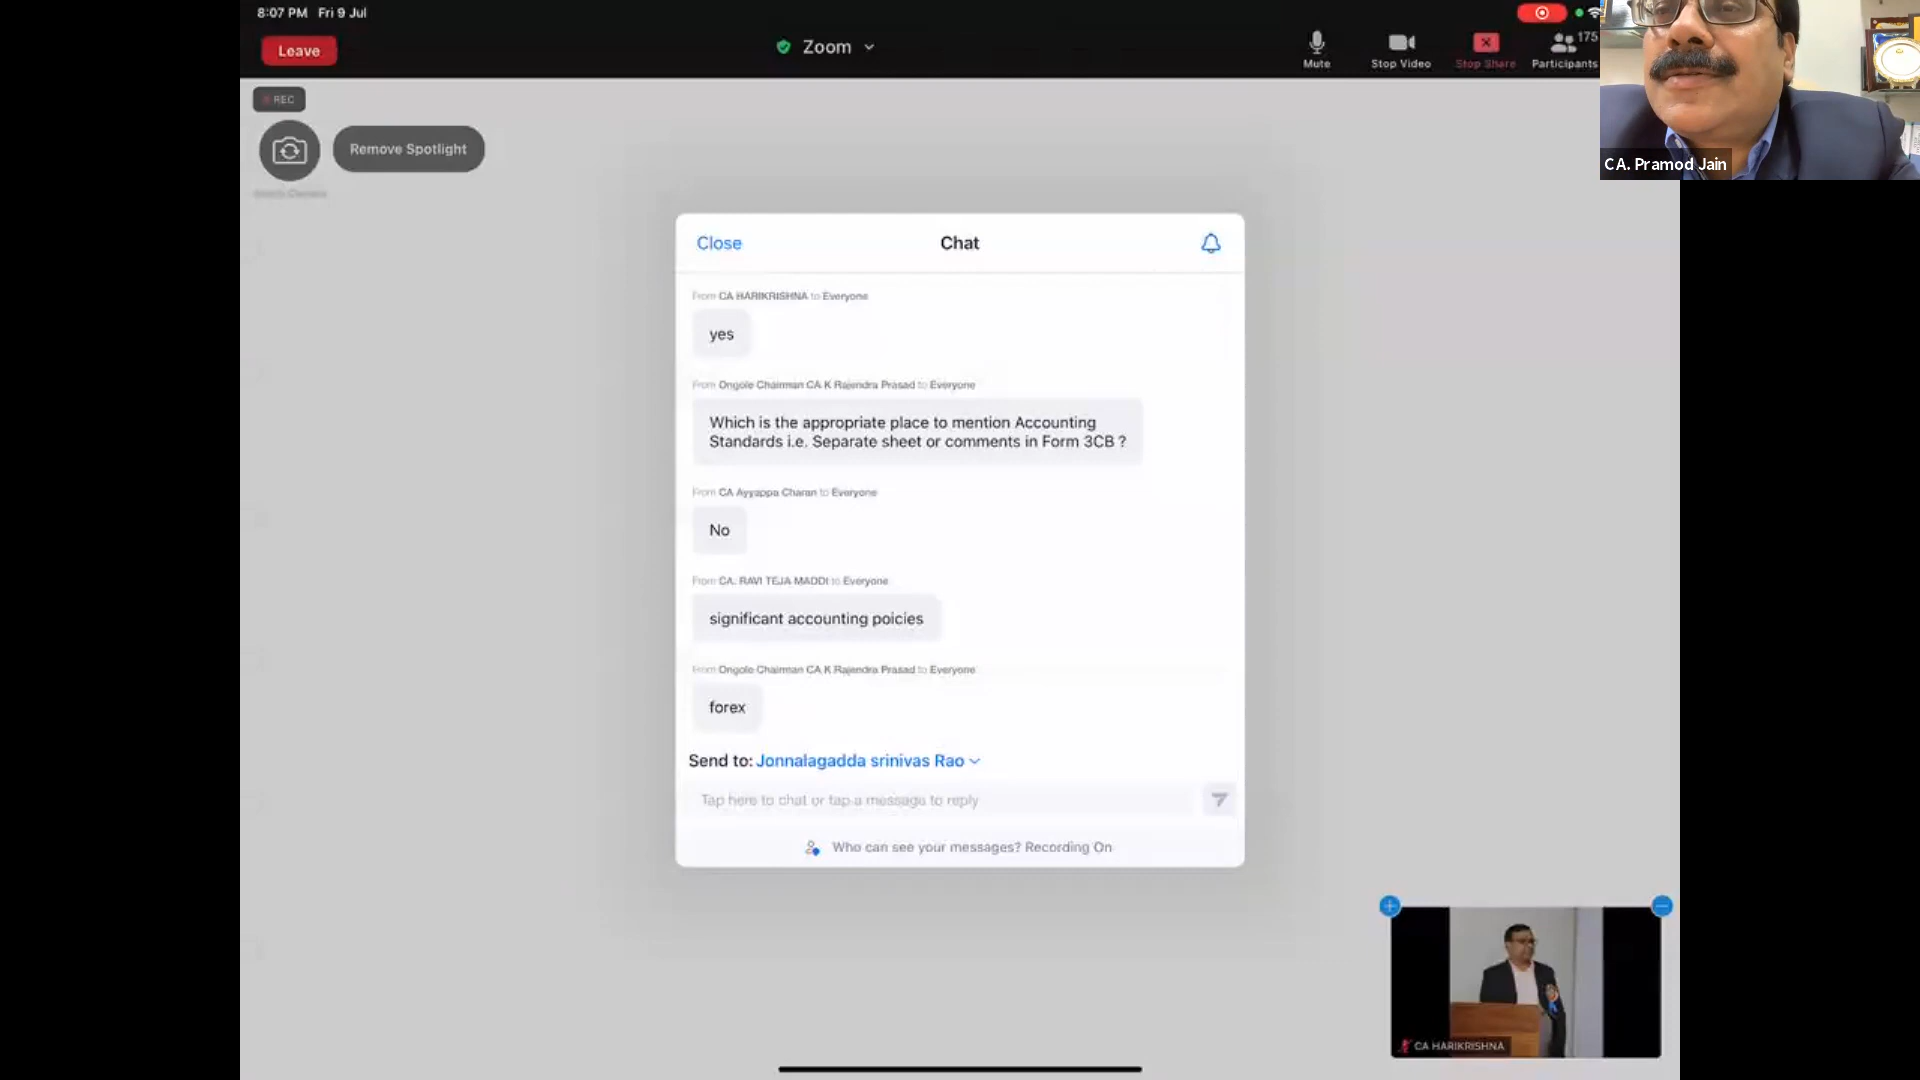 8:07 PM Fri 9 Jul
Leave
Zoom
Mute
Stop Video
Stop Share
175
Participants
CA. Pramod Jain
REC
Remove Spotlight
Close
Chat
From CA HARIKRISHNA to Everyone
yes
From Ongole Chairman CA K Rajendra Prasad to Everyone
Which is the appropriate place to mention Accounting
Standards i.e. Separate sheet or comments in Form 3CB ?
From CA Ayyappa Charan to Everyone
No
From CA. RAVI TEJA MADDI to Everyone
significant accounting poicies
From Ongole Chairman CA K Rajendra Prasad to Everyone
forex
Send to: Jonnalagadda srinivas Rao
Tap here to chat or tap a message to reply
Who can see your messages? Recording On
CA HARIKRISHNA